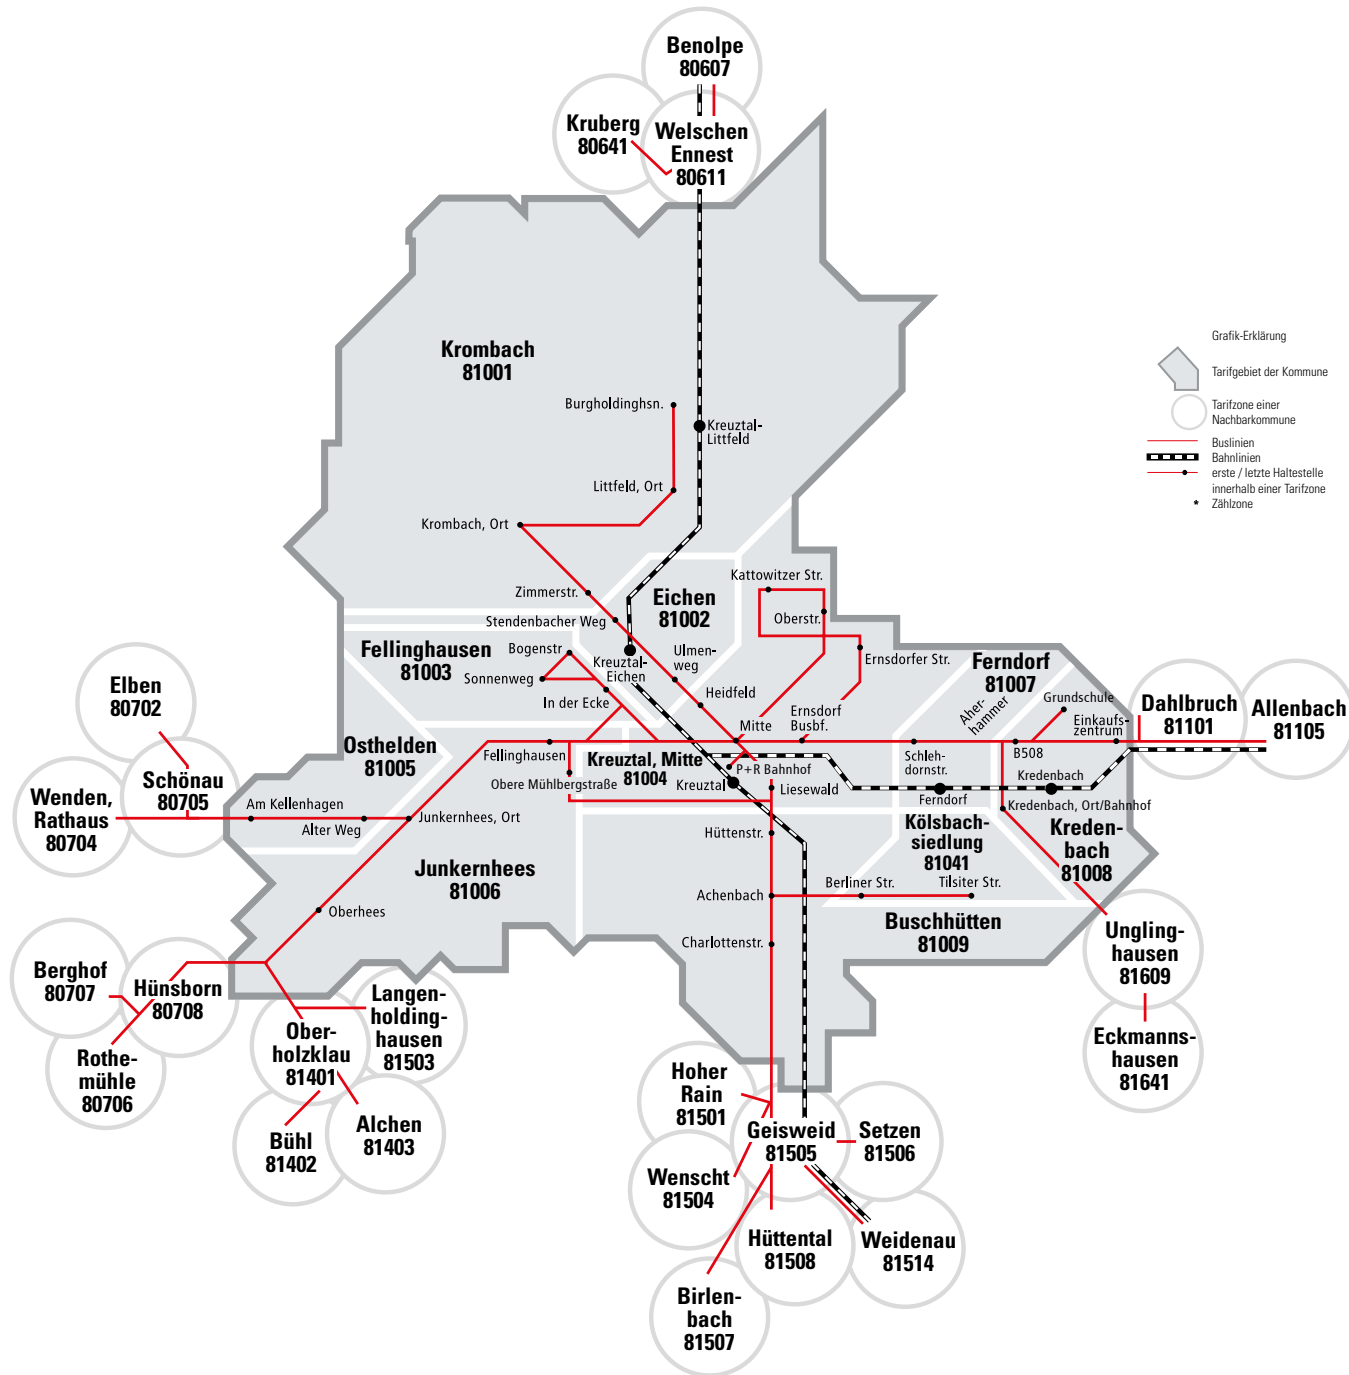 Benolpe
80607
Kruberg
80641
Welschen
Ennest
80611
Krombach
81001
Burgholdinghsn.
Kreuztal-
Littfeld
Littfeld, Ort
Krombach, Ort
Zimmerstr.
Stendenbacher Weg
Eichen
81002
Kattowitzer Str.
Oberstr.
Ernsdorfer Str.
Fellinghausen
81003
Bogenstr
Sonnenweg
In der Ecke
Kreuztal-
Eichen
Ulmen-
weg
Heidfeld
Mitte
Ernsdorf
Busbf.
Ferndorf
81007
Aher-
hammer
Grundschule
Einkaufs-
zentrum
B508
Schleh-
dornstr.
Dahlbruch
81101
Allenbach
81105
Elben
80702
Schönau
80705
Wenden,
Rathaus
80704
Osthelden
81005
Am Kellenhagen
Alter Weg
Junkernhees, Ort
Fellinghausen
Obere Mühlbergstraße
Kreuztal, Mitte
81004
Kreuztal
P+R Bahnhof
Liesewald
Ferndorf
Kredenbach
Kredenbach, Ort/Bahnhof
Kölsbach-
siedlung
81041
Kreden-
bach
81008
Hüttenstr.
Junkernhees
81006
Achenbach
Berliner Str.
Tilsiter Str.
Buschhütten
81009
Charlottenstr.
Oberhees
Unglinghausen
81609
Eckmanns-
hausen
81641
Berghof
80707
Hünsborn
80708
Rothe-
mühle
80706
Langen-
holding-
hausen
81503
Ober-
holzklau
81401
Bühl
81402
Alchen
81403
Hoher
Rain
81501
Geisweid
81505
Setzen
81506
Wenscht
81504
Hüttental
81508
Weidenau
81514
Birlen-
bach
81507
Grafik-Erklärung
Tarifgebiet der Kommune
Tarifzone einer
Nachbarkommune
Buslinien
Bahnlinien
erste / letzte Haltestelle
innerhalb einer Tarifzone
* Zählzone